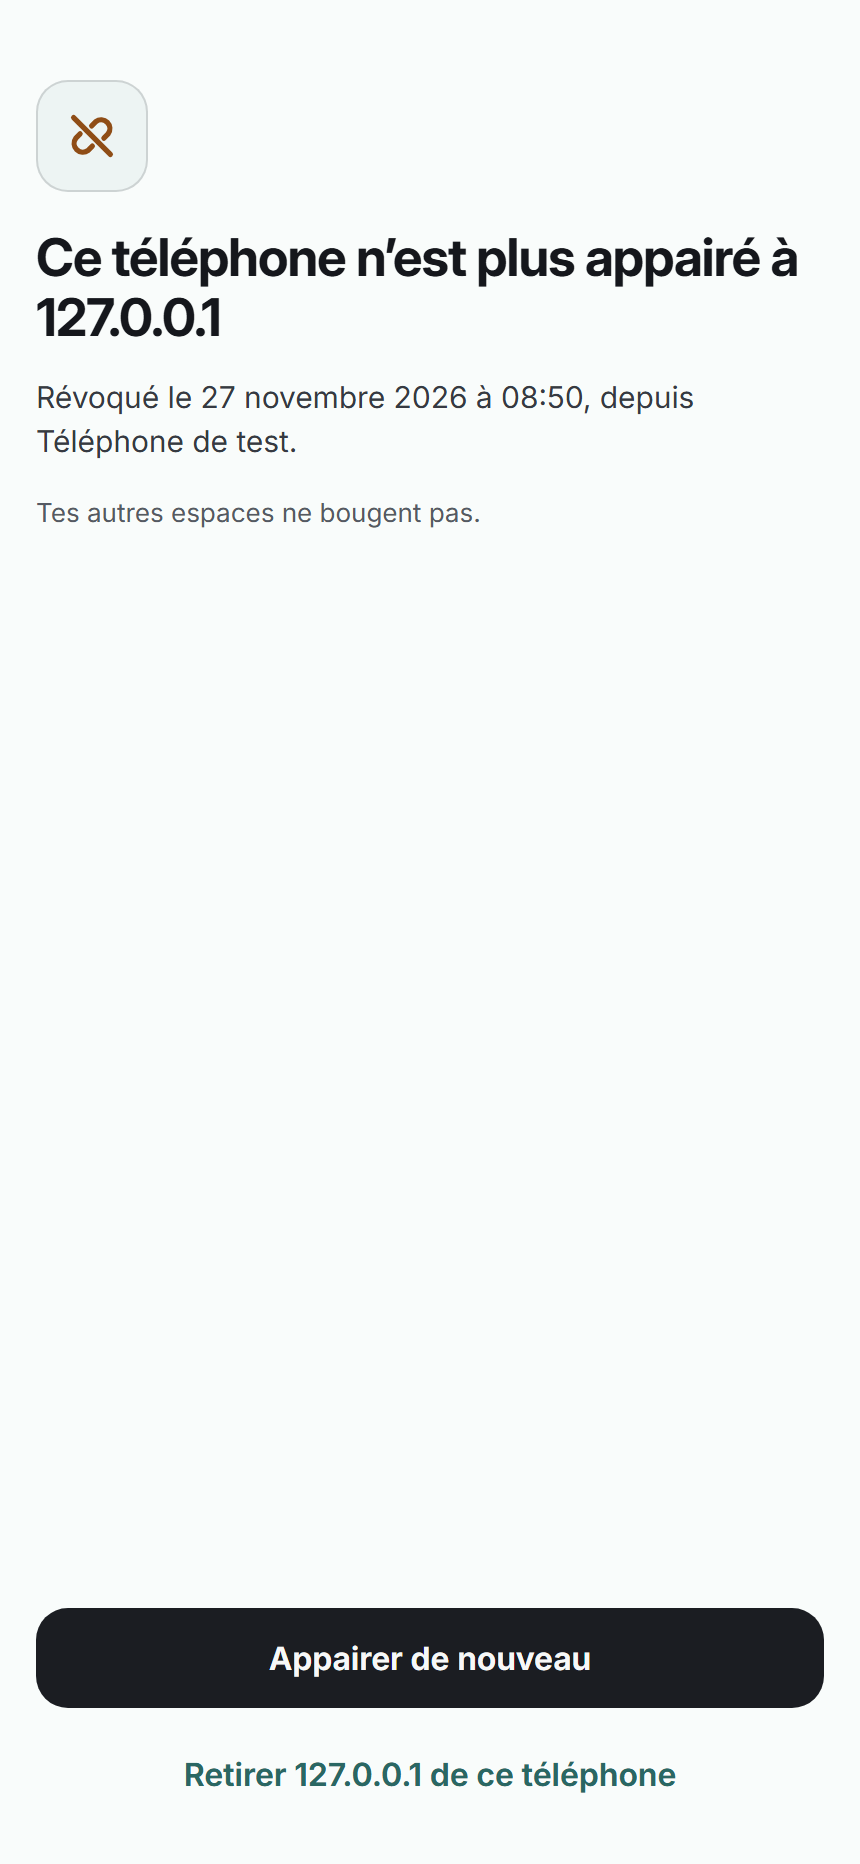 Ce téléphone n’est plus appairé à
127.0.0.1
Révoqué le 27 novembre 2026 à 08:50, depuis
Téléphone de test.
Tes autres espaces ne bougent pas.
Appairer de nouveau
Retirer 127.0.0.1 de ce téléphone